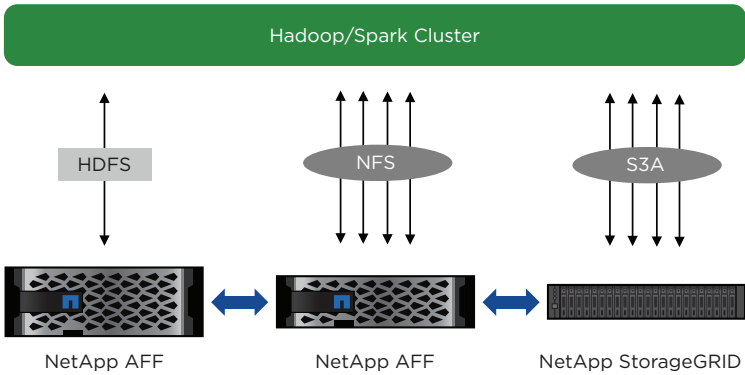 Hadoop/Spark Cluster
HDFS
NFS
S3A
NetApp AFF
NetApp AFF
NetApp StorageGRID